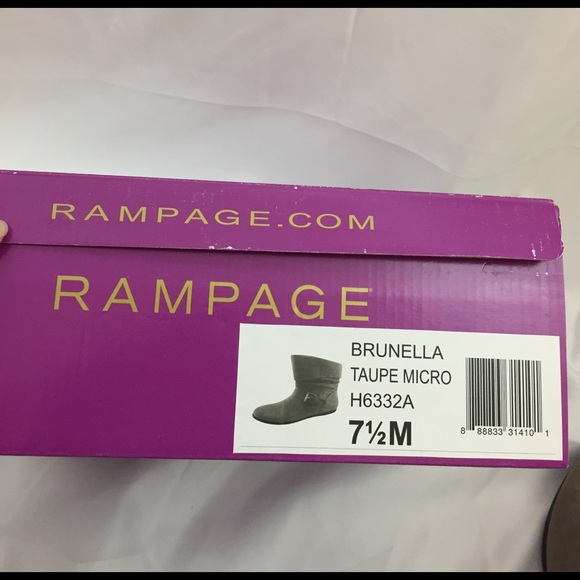 RAMPAGE.COM
RAMPAGE®
BRUNELLA
TAUPE MICRO
H6332A
7½M
8 88833 31410 1